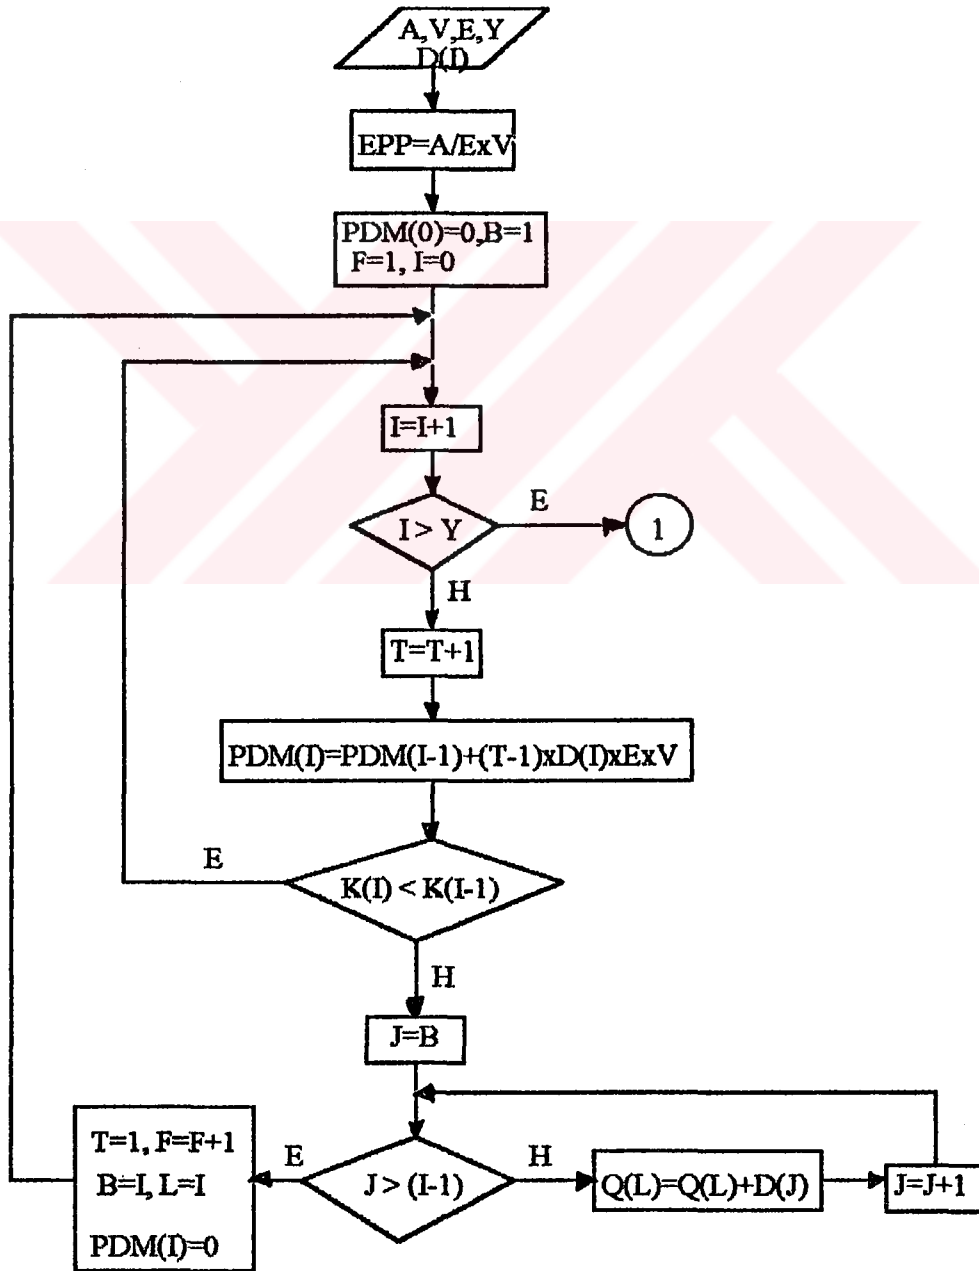 A,V,E,Y
D(I)
EPP=A/ExV
PDM(0)=0,B=1
F=1, I=0
I=I+1
I > Y
E
1
H
T=T+1
PDM(I)=PDM(I-1)+(T-1)xD(I)xExV
E
K(I) < K(I-1)
H
J=B
T=1, F=F+1
B=I, L=I
PDM(I)=0
E
J > (I-1)
H
Q(L)=Q(L)+D(J)
J=J+1